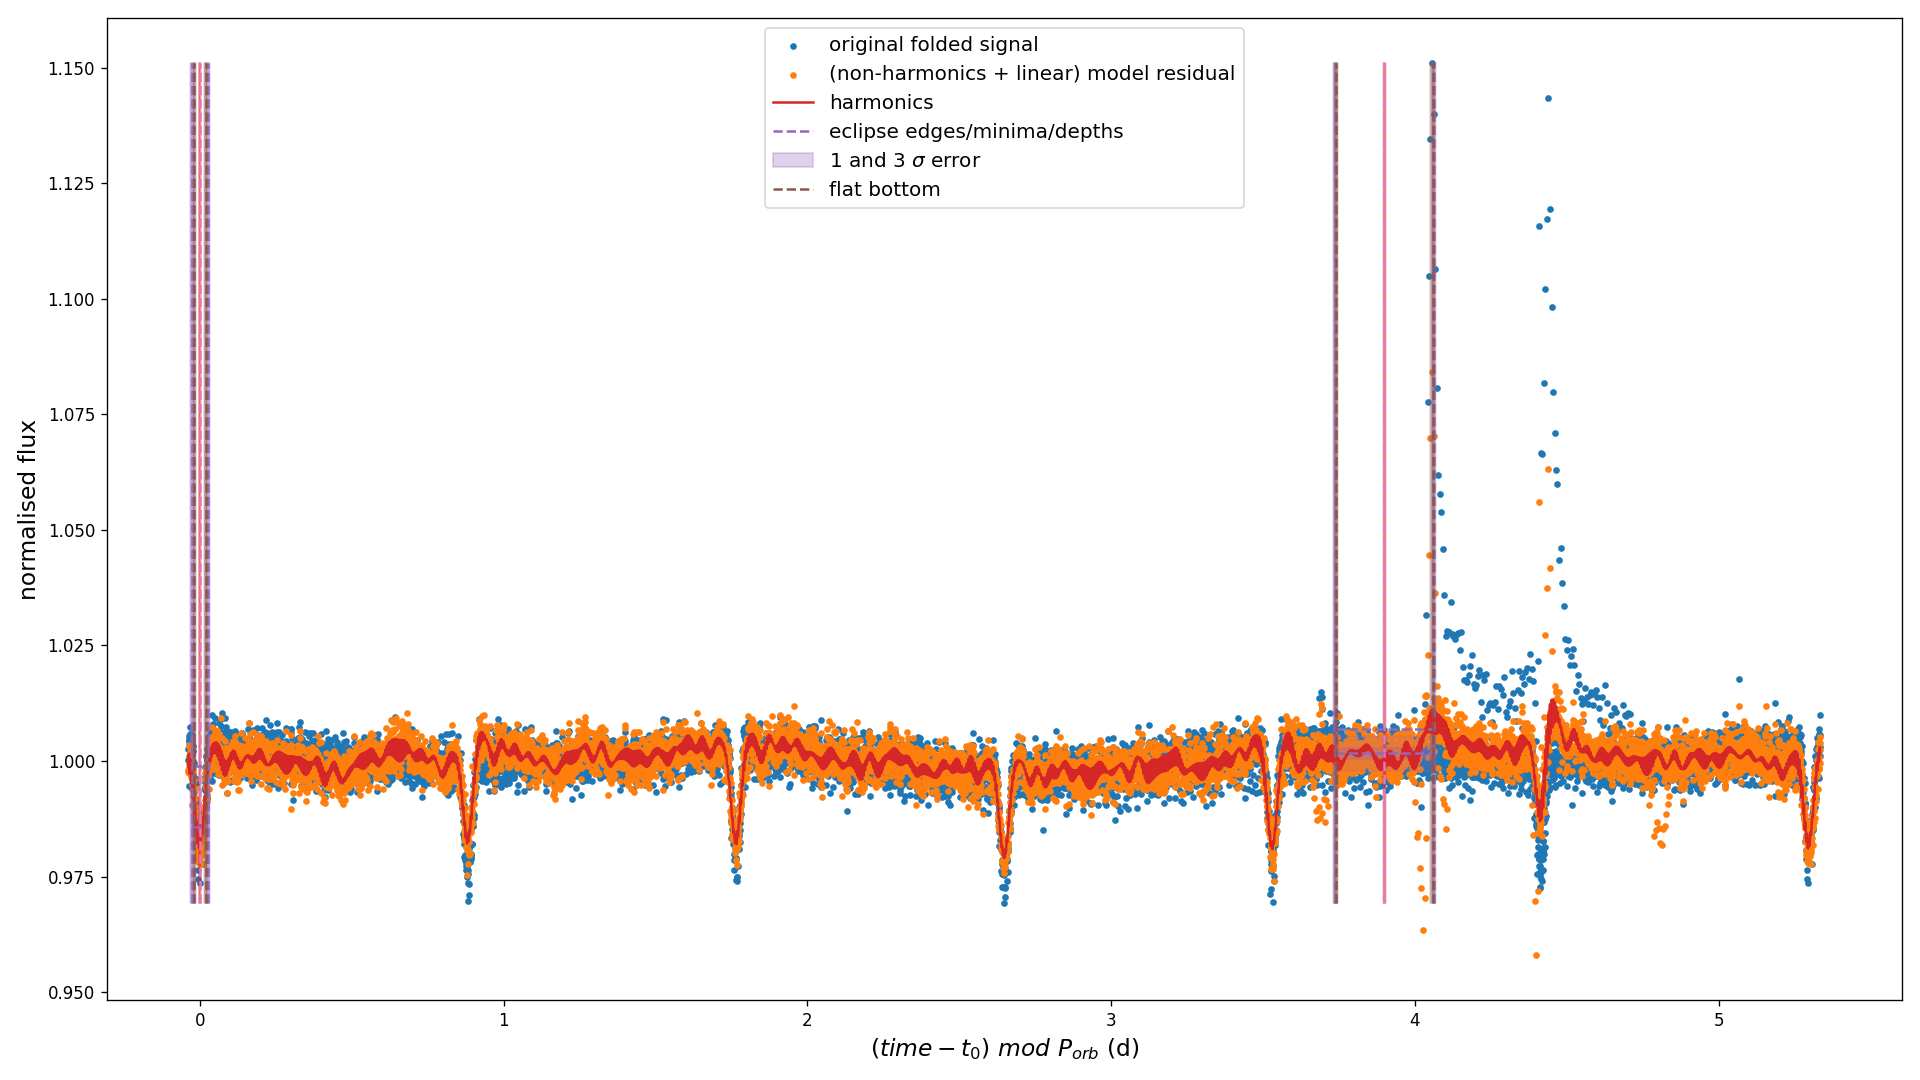 original folded signal
(non-harmonics + linear) model residual
harmonics
eclipse edges/minima/depths
1 and 3 σ error
flat bottom
normalised flux
1.150
1.125
1.100
1.075
1.050
1.025
1.000
0.975
0.950
0 1 2 3 4 5
(time − t₀) mod P_orb (d)